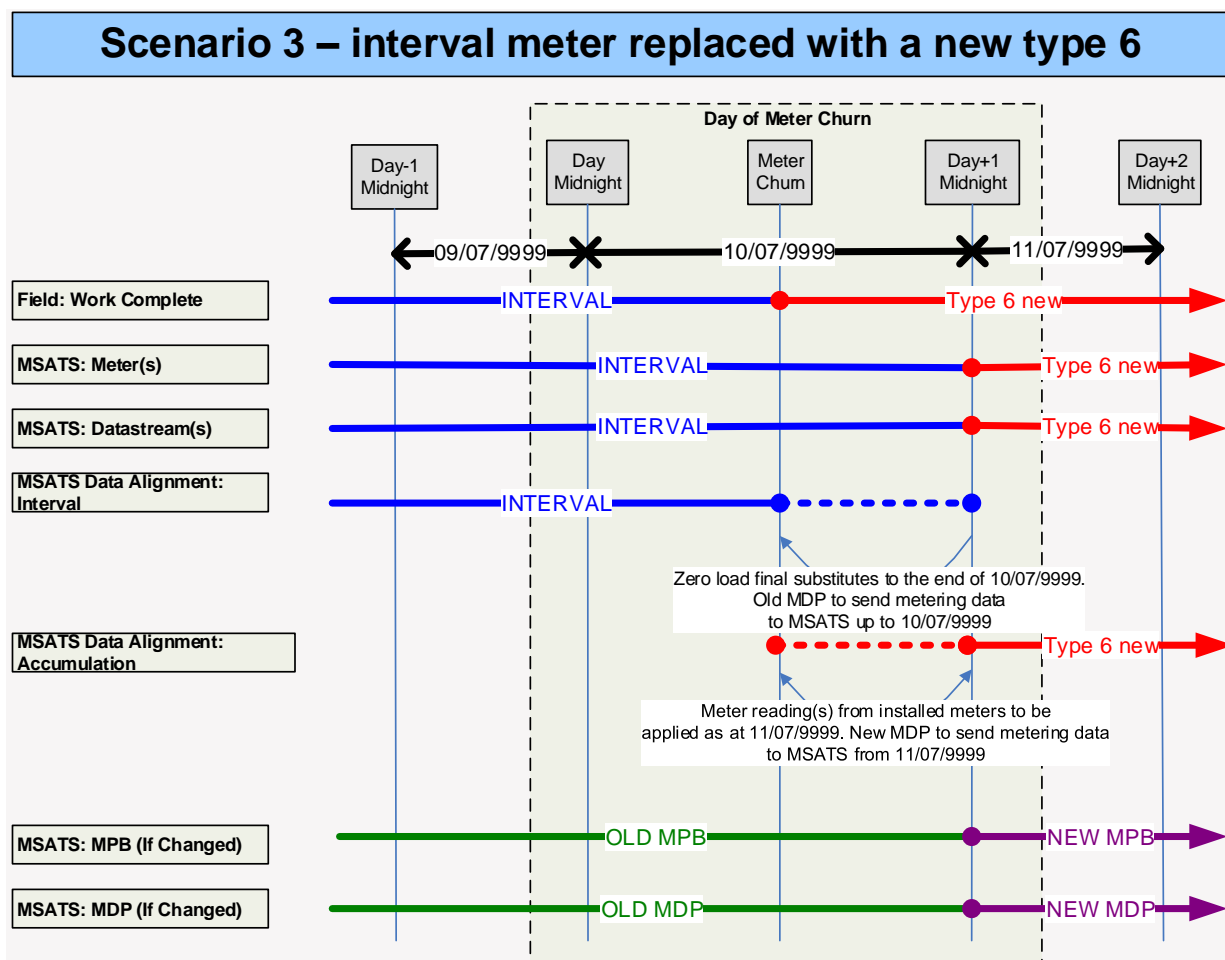 Scenario 3 – interval meter replaced with a new type 6
Day of Meter Churn
Day-1
Midnight
Day
Midnight
Meter
Churn
Day+1
Midnight
Day+2
Midnight
09/07/9999
10/07/9999
11/07/9999
Field: Work Complete
INTERVAL
Type 6 new
MSATS: Meter(s)
INTERVAL
Type 6 new
MSATS: Datastream(s)
INTERVAL
Type 6 new
MSATS Data Alignment:
Interval
INTERVAL
Zero load final substitutes to the end of 10/07/9999.
Old MDP to send metering data
to MSATS up to 10/07/9999
MSATS Data Alignment:
Accumulation
Type 6 new
Meter reading(s) from installed meters to be
applied as at 11/07/9999. New MDP to send metering data
to MSATS from 11/07/9999
MSATS: MPB (If Changed)
OLD MPB
NEW MPB
MSATS: MDP (If Changed)
OLD MDP
NEW MDP